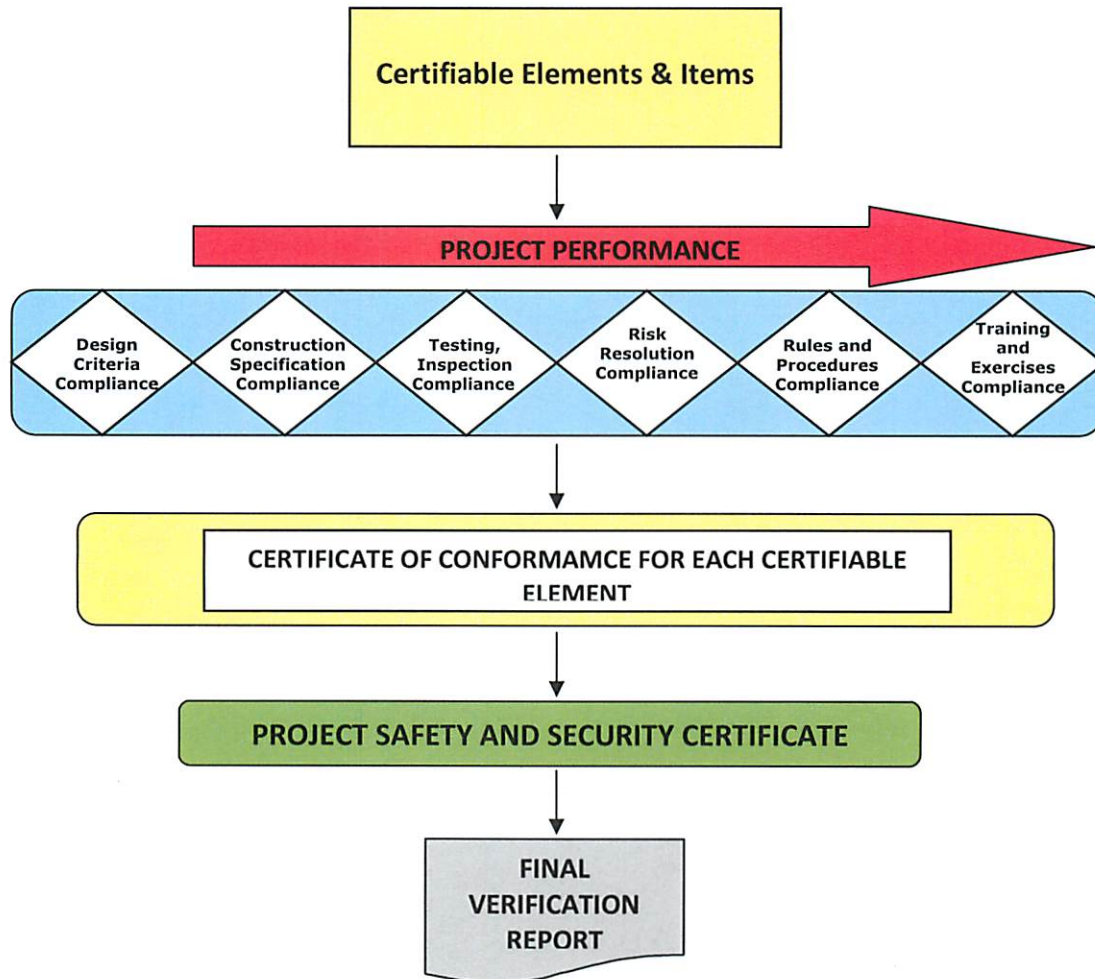 Certifiable Elements & Items
PROJECT PERFORMANCE
Design
Criteria
Compliance
Construction
Specification
Compliance
Testing,
Inspection
Compliance
Risk
Resolution
Compliance
Rules and
Procedures
Compliance
Training
and
Exercises
Compliance
CERTIFICATE OF CONFORMAMCE FOR EACH CERTIFIABLE
ELEMENT
PROJECT SAFETY AND SECURITY CERTIFICATE
FINAL
VERIFICATION
REPORT